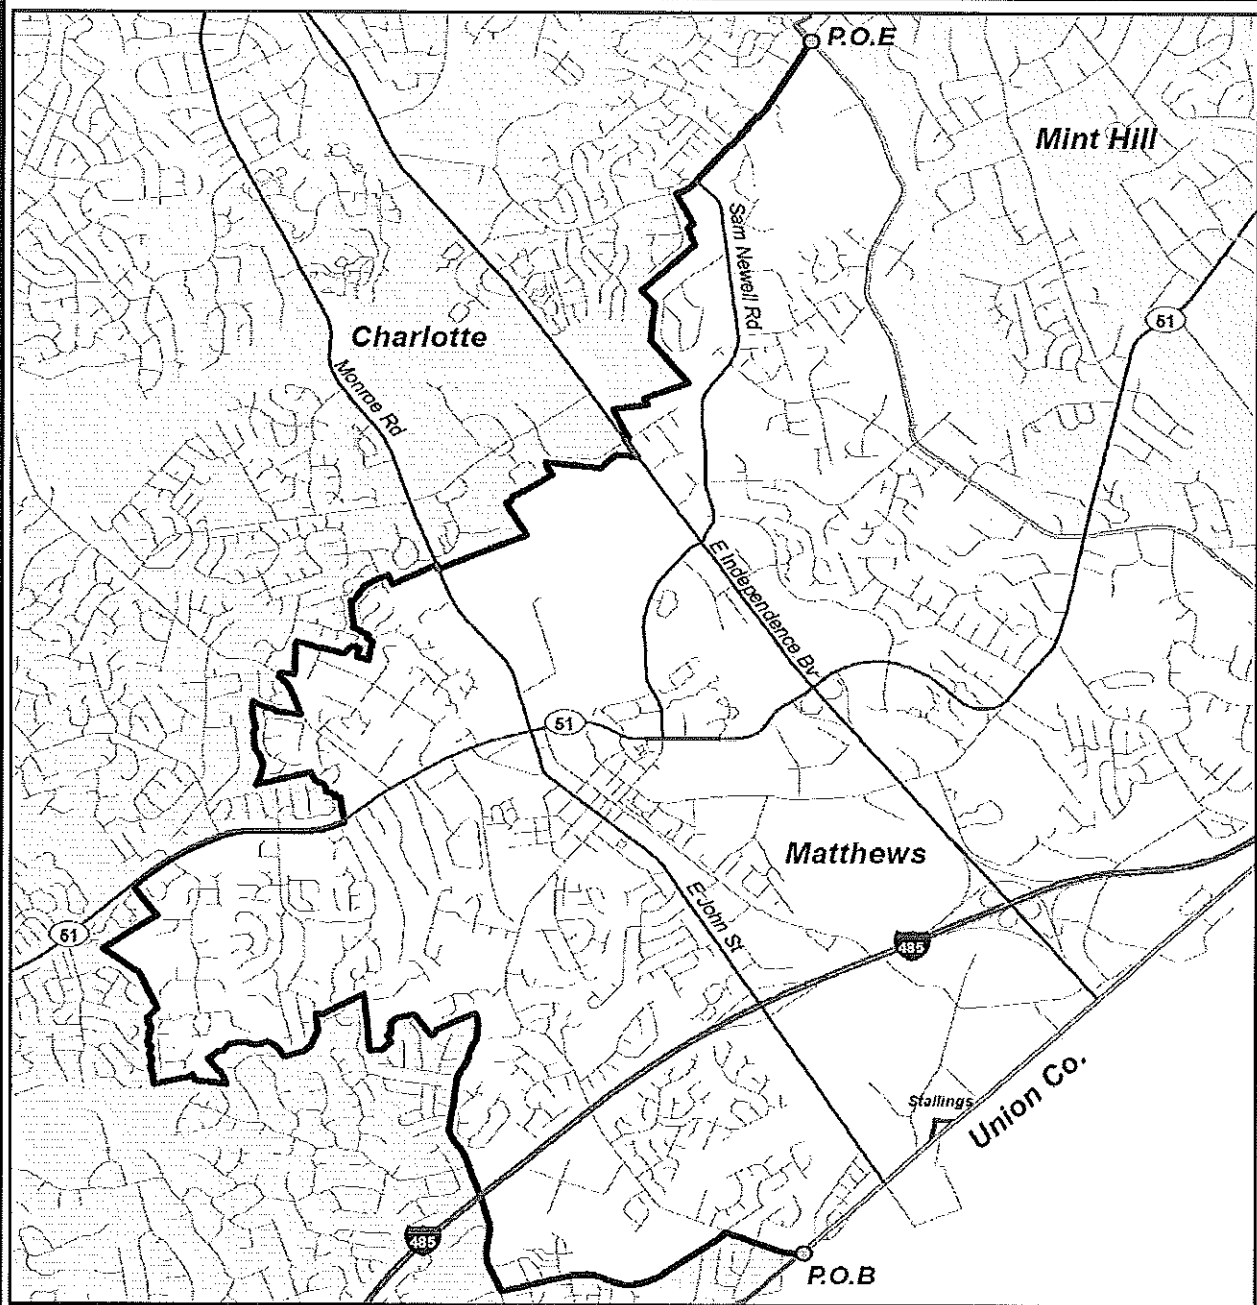 P.O.E
Mint Hill
Sam Newell Rd
51
Charlotte
Monroe Rd
E Independence Bv
51
Matthews
E John St
51
485
Stallings
Union Co.
485
P.O.B